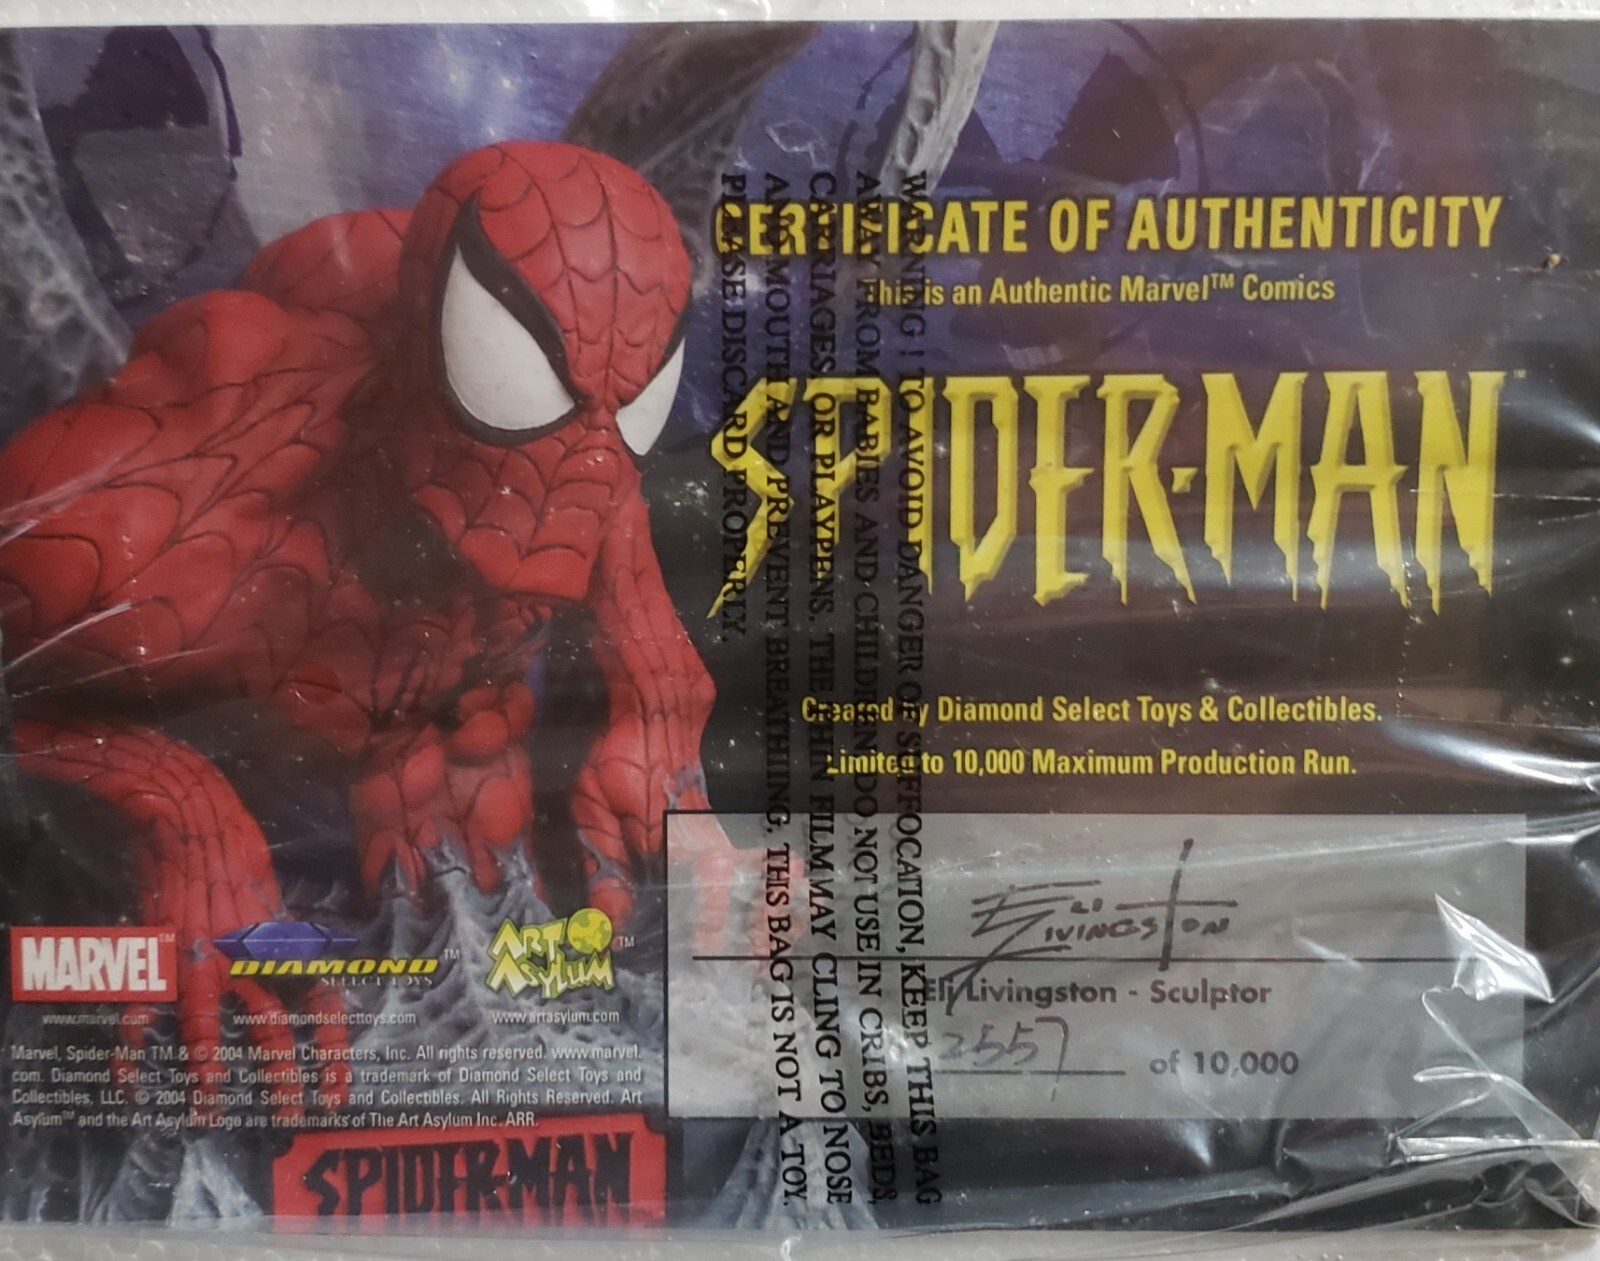 CERTIFICATE OF AUTHENTICITY
This is an Authentic Marvel™ Comics
SPIDER-MAN™
Created by Diamond Select Toys & Collectibles.
Limited to 10,000 Maximum Production Run.
ELI LIVINGSTON
Eli Livingston - Sculptor
2557 of 10,000
MARVEL™
www.marvel.com
DIAMOND™
SELECT TOYS
www.diamondselecttoys.com
ART ASYLUM™
www.artasylum.com
Marvel, Spider-Man TM & © 2004 Marvel Characters, Inc. All rights reserved. www.marvel.
com. Diamond Select Toys and Collectibles is a trademark of Diamond Select Toys and
Collectibles, LLC. © 2004 Diamond Select Toys and Collectibles. All Rights Reserved. Art
Asylum™ and the Art Asylum Logo are trademarks of The Art Asylum Inc. ARR.
SPIDER-MAN
WARNING ! TO AVOID DANGER OF SUFFOCATION, KEEP THIS BAG
AWAY FROM BABIES AND CHILDREN. DO NOT USE IN CRIBS, BEDS,
CARRIAGES, OR PLAYPENS. THE THIN FILM MAY CLING TO NOSE
AND MOUTH AND PREVENT BREATHING. THIS BAG IS NOT A TOY.
PLEASE DISCARD PROPERLY.